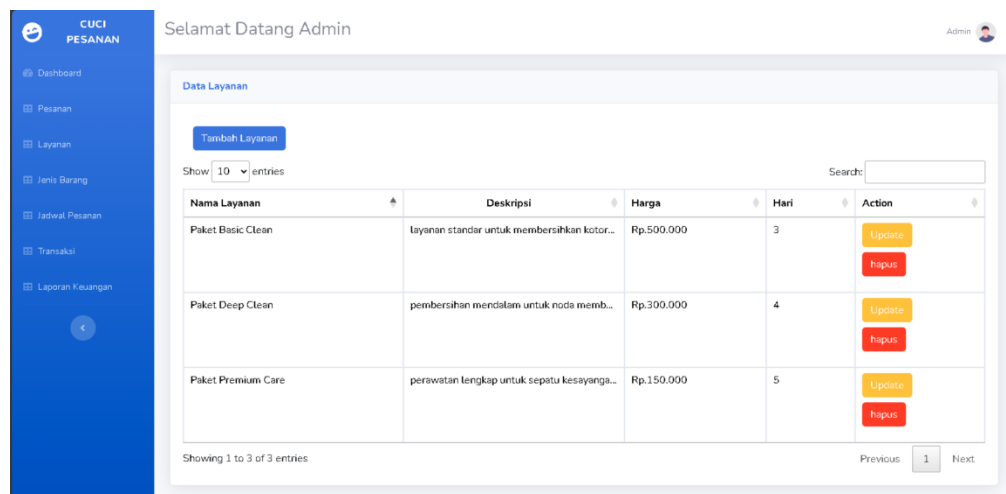 CUCI
PESANAN
Selamat Datang Admin
Admin
Dashboard
Pesanan
Layanan
Jenis Barang
Jadwal Pesanan
Transaksi
Laporan Keuangan
Data Layanan
Tambah Layanan
Show 10 entries
Search:
Nama Layanan Deskripsi Harga Hari Action
Paket Basic Clean layanan standar untuk membersihkan kotor... Rp.500.000 3 Update
hapus
Paket Deep Clean pembersihan mendalam untuk noda memb... Rp.300.000 4 Update
hapus
Paket Premium Care perawatan lengkap untuk sepatu kesayanga... Rp.150.000 5 Update
hapus
Showing 1 to 3 of 3 entries
Previous 1 Next